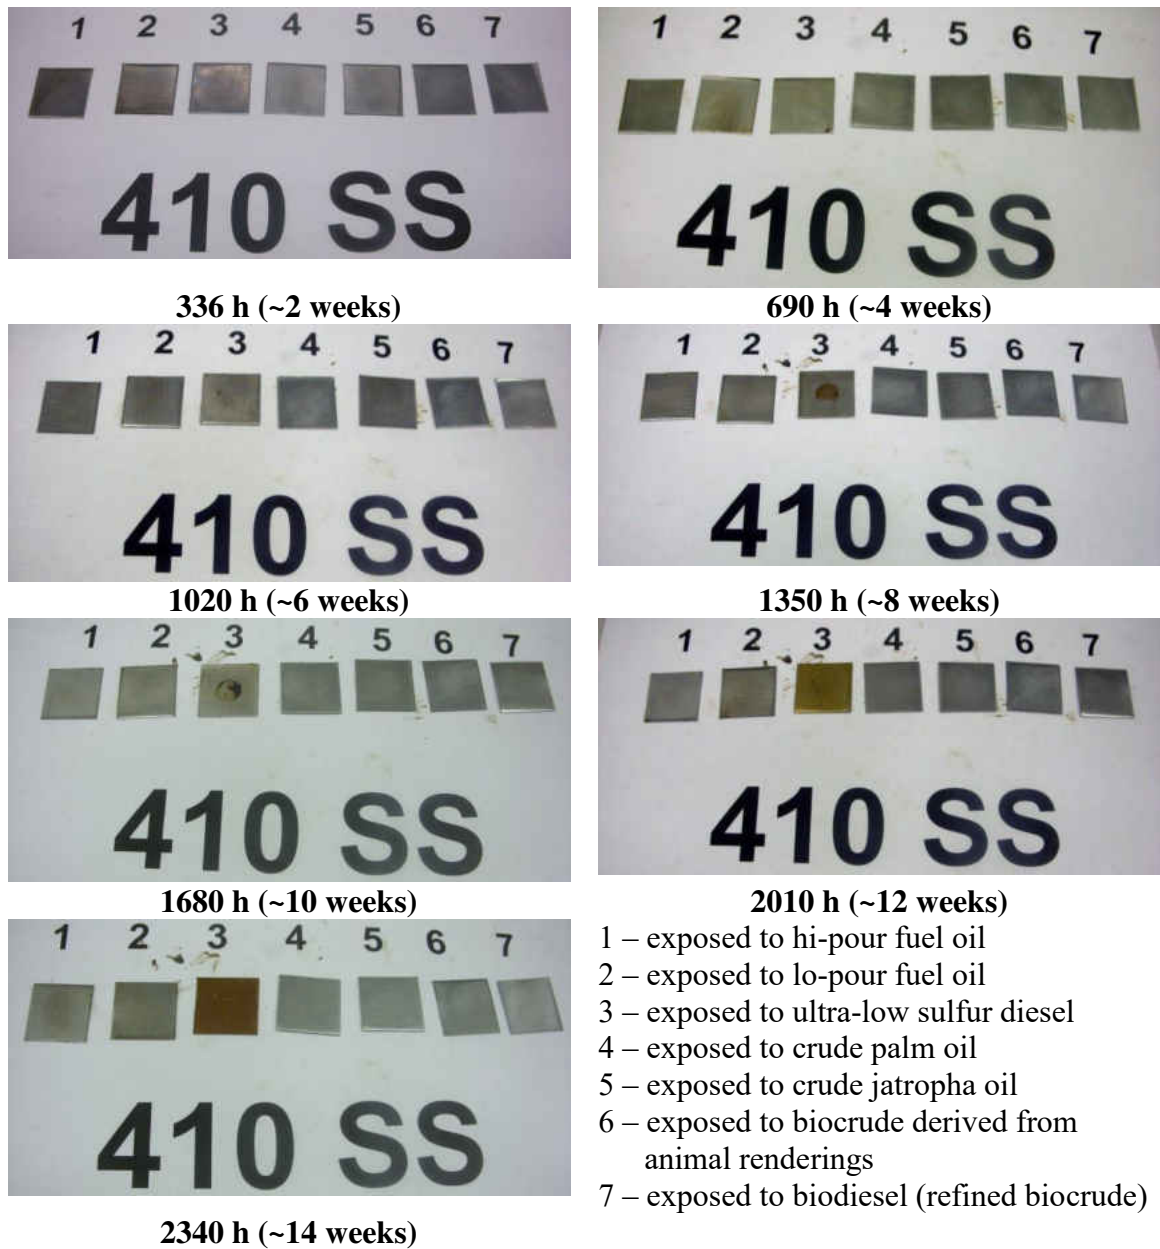 1 2 3 4 5 6 7
410 SS
336 h (~2 weeks)
1 2 3 4 5 6 7
410 SS
690 h (~4 weeks)
1 2 3 4 5 6 7
410 SS
1020 h (~6 weeks)
1 2 3 4 5 6 7
410 SS
1350 h (~8 weeks)
1 2 3 4 5 6 7
410 SS
1680 h (~10 weeks)
1 2 3 4 5 6 7
410 SS
2010 h (~12 weeks)
1 2 3 4 5 6 7
410 SS
2340 h (~14 weeks)
1 – exposed to hi-pour fuel oil
2 – exposed to lo-pour fuel oil
3 – exposed to ultra-low sulfur diesel
4 – exposed to crude palm oil
5 – exposed to crude jatropha oil
6 – exposed to biocrude derived from
animal renderings
7 – exposed to biodiesel (refined biocrude)